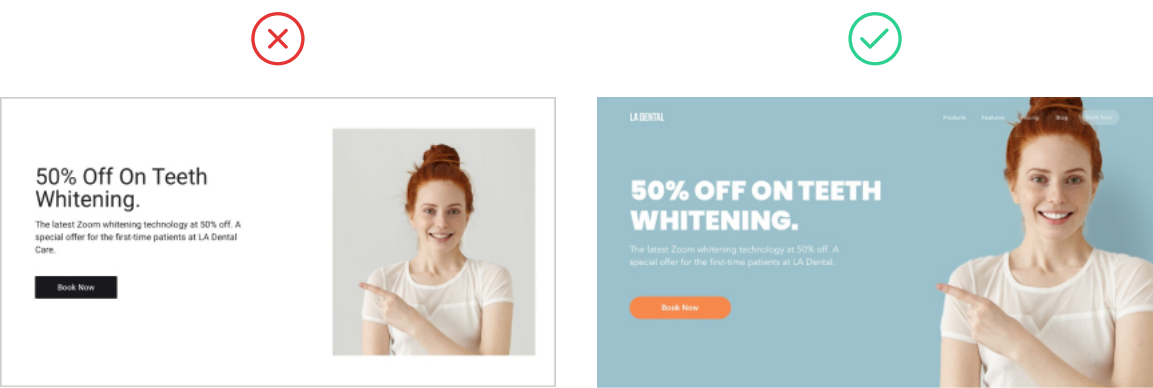 50% Off On Teeth
Whitening.
The latest Zoom whitening technology at 50% off. A
special offer for the first-time patients at LA Dental
Care.
Book Now
LA DENTAL
Products Features Pricing Blog Book Now
50% OFF ON TEETH
WHITENING.
The latest Zoom whitening technology at 50% off. A
special offer for the first-time patients at LA Dental.
Book Now